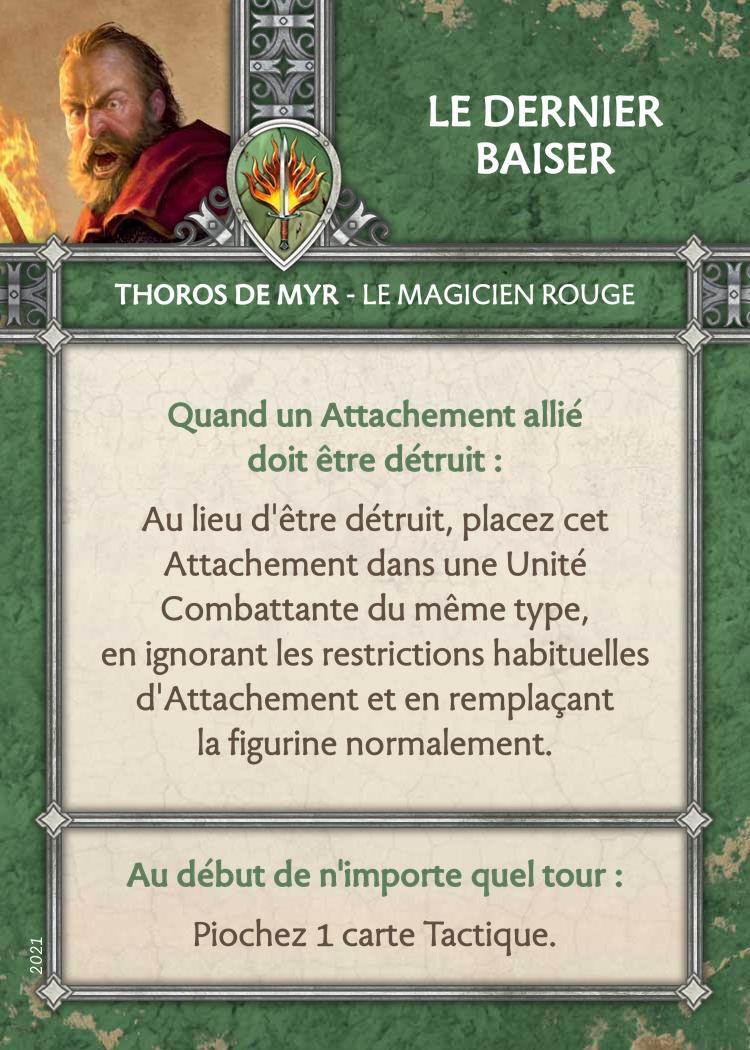 LE DERNIER
BAISER
THOROS DE MYR - LE MAGICIEN ROUGE
Quand un Attachement allié
doit être détruit :
Au lieu d'être détruit, placez cet
Attachement dans une Unité
Combattante du même type,
en ignorant les restrictions habituelles
d'Attachement et en remplaçant
la figurine normalement.
Au début de n'importe quel tour :
Piochez 1 carte Tactique.
2021